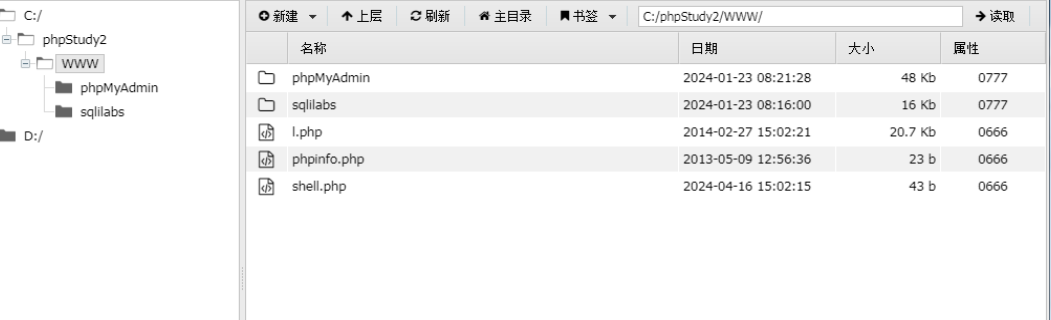 C:/
phpStudy2
WWW
phpMyAdmin
sqlilabs
D:/
新建 上层 刷新 主目录 书签 C:/phpStudy2/WWW/ 读取
名称 日期 大小 属性
phpMyAdmin 2024-01-23 08:21:28 48 Kb 0777
sqlilabs 2024-01-23 08:16:00 16 Kb 0777
l.php 2014-02-27 15:02:21 20.7 Kb 0666
phpinfo.php 2013-05-09 12:56:36 23 b 0666
shell.php 2024-04-16 15:02:15 43 b 0666